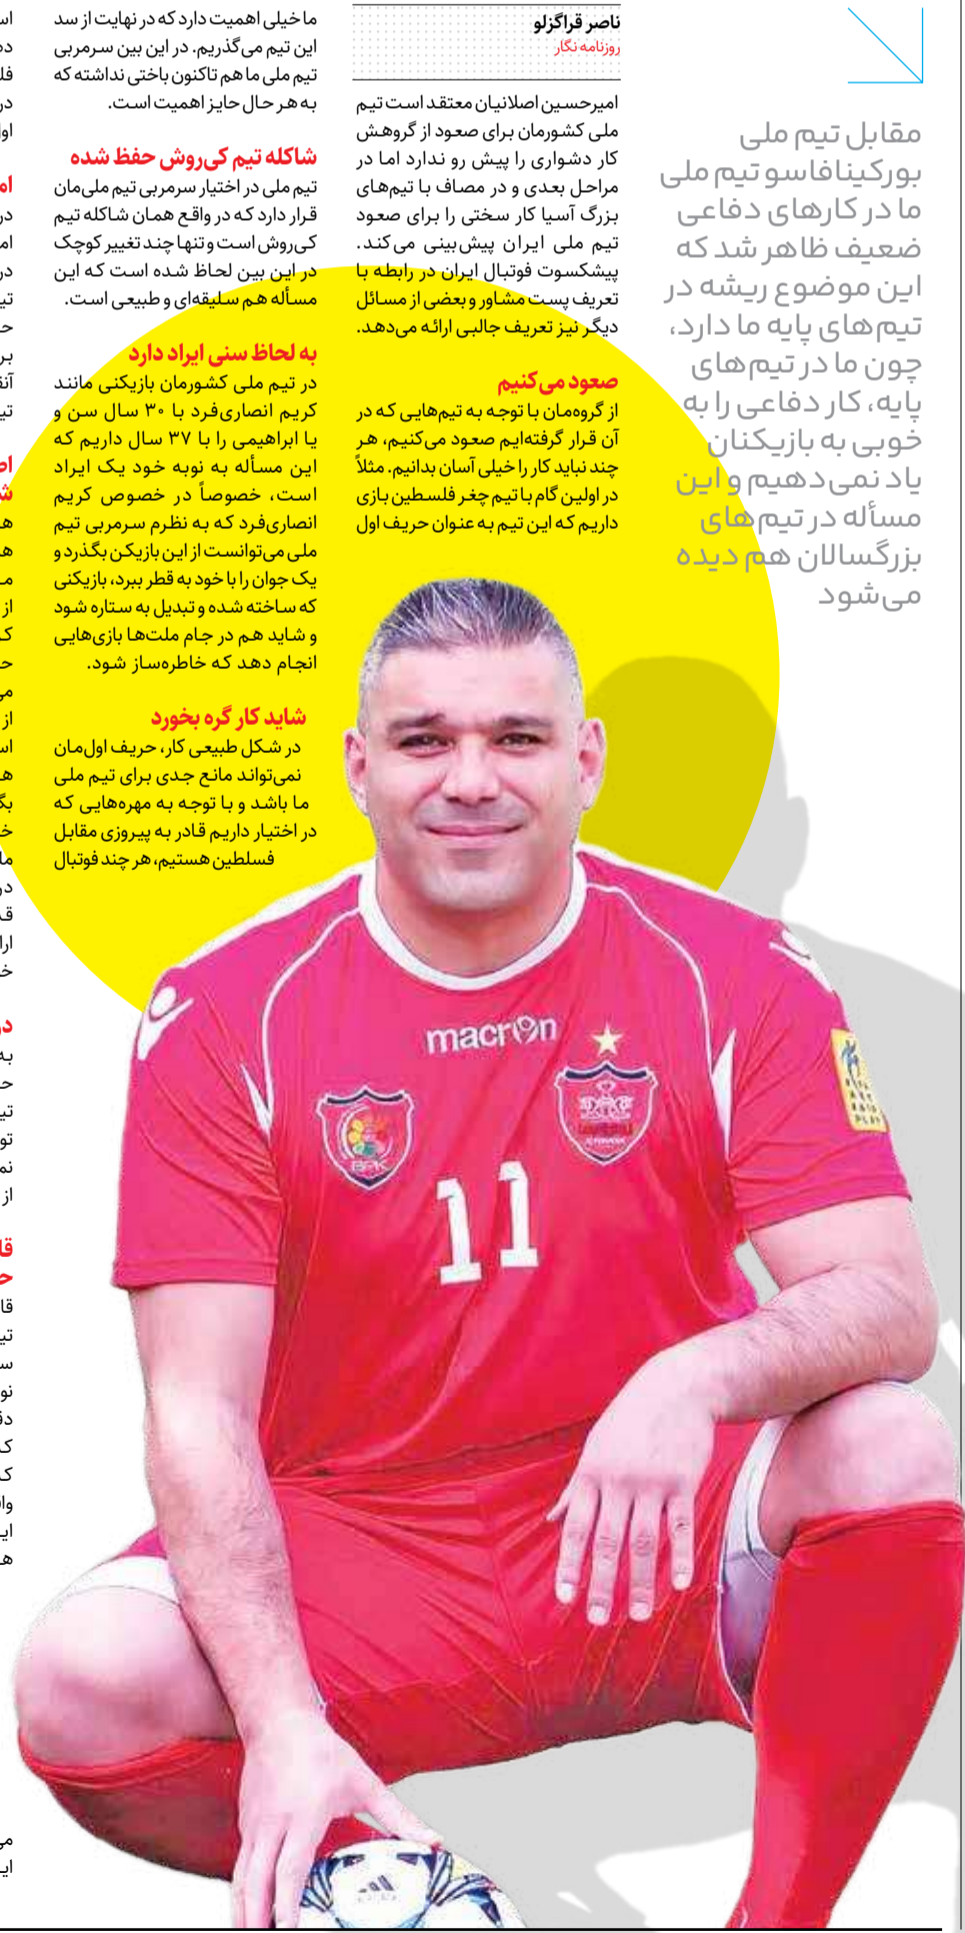 ناصر قراگزلو
روزنامه نگار
امیرحسین اصلانیان معتقد است تیم
ملی کشورمان برای صعود از گروهش
کار دشواری را پیش رو ندارد اما در
مراحل بعدی و در مصاف با تیم‌های
بزرگ آسیا کار سختی را برای صعود
تیم ملی ایران پیش‌بینی می‌کند.
پیشکسوت فوتبال ایران در رابطه با
تعریف پست مشاور و بعضی از مسائل
دیگر نیز تعریف جالبی ارائه می‌دهد.
صعود می‌کنیم
از گروه‌مان با توجه به تیم‌هایی که در
آن قرار گرفته‌ایم صعود می‌کنیم، هر
چند نباید کار را خیلی آسان بدانیم. مثلاً
در اولین گام با تیم چغر فلسطین بازی
داریم که این تیم به عنوان حریف اول
ما خیلی اهمیت دارد که در نهایت از سد
این تیم می‌گذریم. در این بین سرمربی
تیم ملی ما هم تاکنون باختی نداشته که
به هر حال حایز اهمیت است.
شاکله تیم کی‌روش حفظ شده
تیم ملی در اختیار سرمربی تیم ملی‌مان
قرار دارد که در واقع همان شاکله تیم
کی‌روش است و تنها چند تغییر کوچک
در این بین لحاظ شده است که این
مسأله هم سلیقه‌ای و طبیعی است.
به لحاظ سنی ایراد دارد
در تیم ملی کشورمان بازیکنی مانند
کریم انصاری‌فرد با ۳۰ سال سن و
یا ابراهیمی را با ۳۷ سال داریم که
این مسأله به نوبه خود یک ایراد
است، خصوصاً در خصوص کریم
انصاری‌فرد که به نظرم سرمربی تیم
ملی می‌توانست از این بازیکن بگذرد و
یک جوان را با خود به قطر ببرد، بازیکنی
که ساخته شده و تبدیل به ستاره شود
و شاید هم در جام ملت‌ها بازی‌هایی
انجام دهد که خاطره‌ساز شود.
شاید کار گره بخورد
در شکل طبیعی کار، حریف اول‌مان
نمی‌تواند مانع جدی برای تیم ملی
ما باشد و با توجه به مهره‌هایی که
در اختیار داریم قادر به پیروزی مقابل
فسلطین هستیم، هر چند فوتبال
مقابل تیم ملی
بورکینافاسو تیم ملی
ما در کارهای دفاعی
ضعیف ظاهر شد که
این موضوع ریشه در
تیم‌های پایه ما دارد،
چون ما در تیم‌های
پایه، کار دفاعی را به
خوبی به بازیکنان
یاد نمی‌دهیم و این
مسأله در تیم‌های
بزرگسالان هم دیده
می‌شود
macron
BPK
11